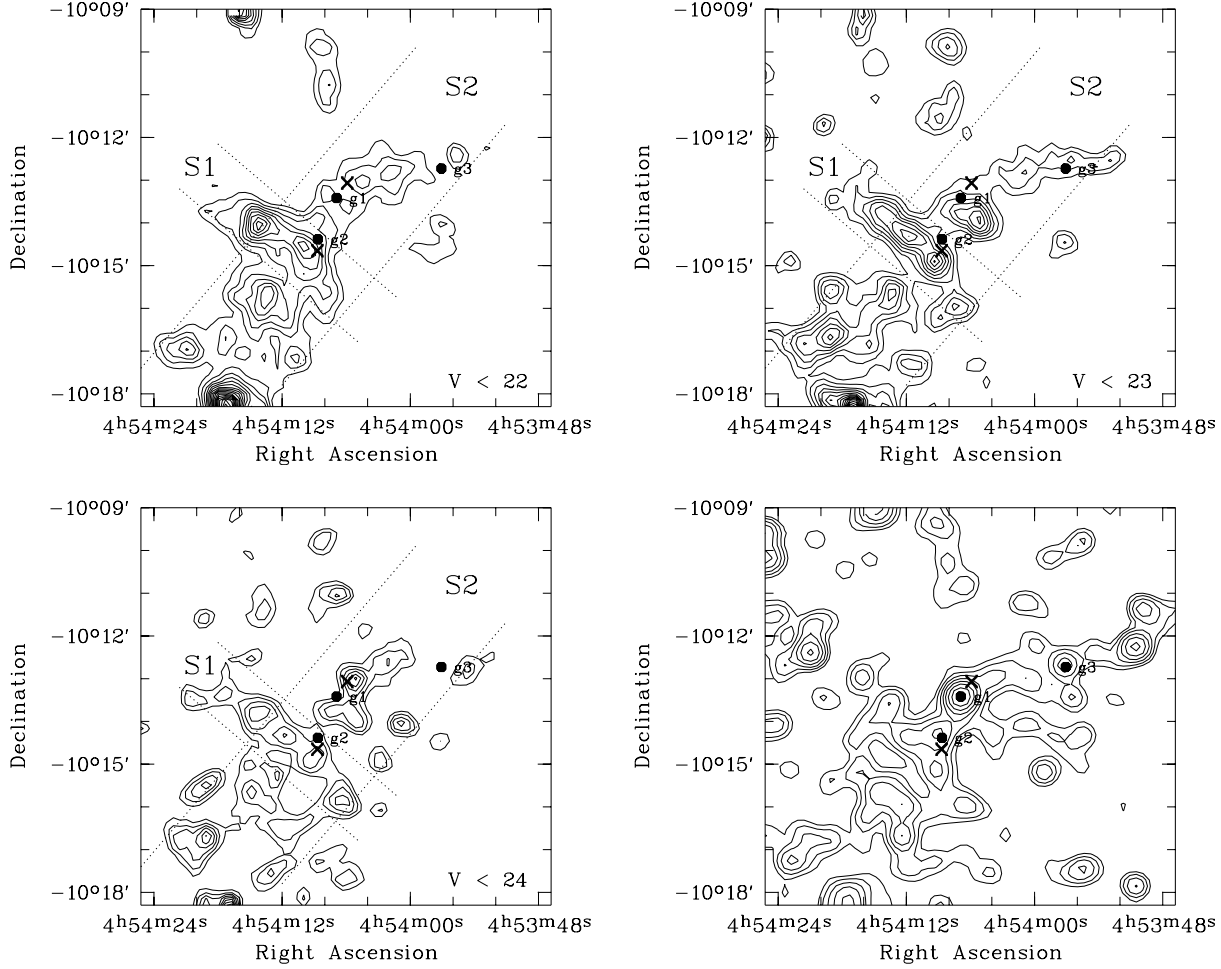 −10°09′
−10°12′
−10°15′
−10°18′
Declination
S1
S2
g1
g2
g3
V < 22
4ʰ54ᵐ24ˢ 4ʰ54ᵐ12ˢ 4ʰ54ᵐ00ˢ 4ʰ53ᵐ48ˢ
Right Ascension
−10°09′
−10°12′
−10°15′
−10°18′
Declination
S1
S2
g1
g2
g3
V < 23
4ʰ54ᵐ24ˢ 4ʰ54ᵐ12ˢ 4ʰ54ᵐ00ˢ 4ʰ53ᵐ48ˢ
Right Ascension
−10°09′
−10°12′
−10°15′
−10°18′
Declination
S1
S2
g1
g2
g3
V < 24
4ʰ54ᵐ24ˢ 4ʰ54ᵐ12ˢ 4ʰ54ᵐ00ˢ 4ʰ53ᵐ48ˢ
Right Ascension
−10°09′
−10°12′
−10°15′
−10°18′
Declination
g1
g2
g3
4ʰ54ᵐ24ˢ 4ʰ54ᵐ12ˢ 4ʰ54ᵐ00ˢ 4ʰ53ᵐ48ˢ
Right Ascension